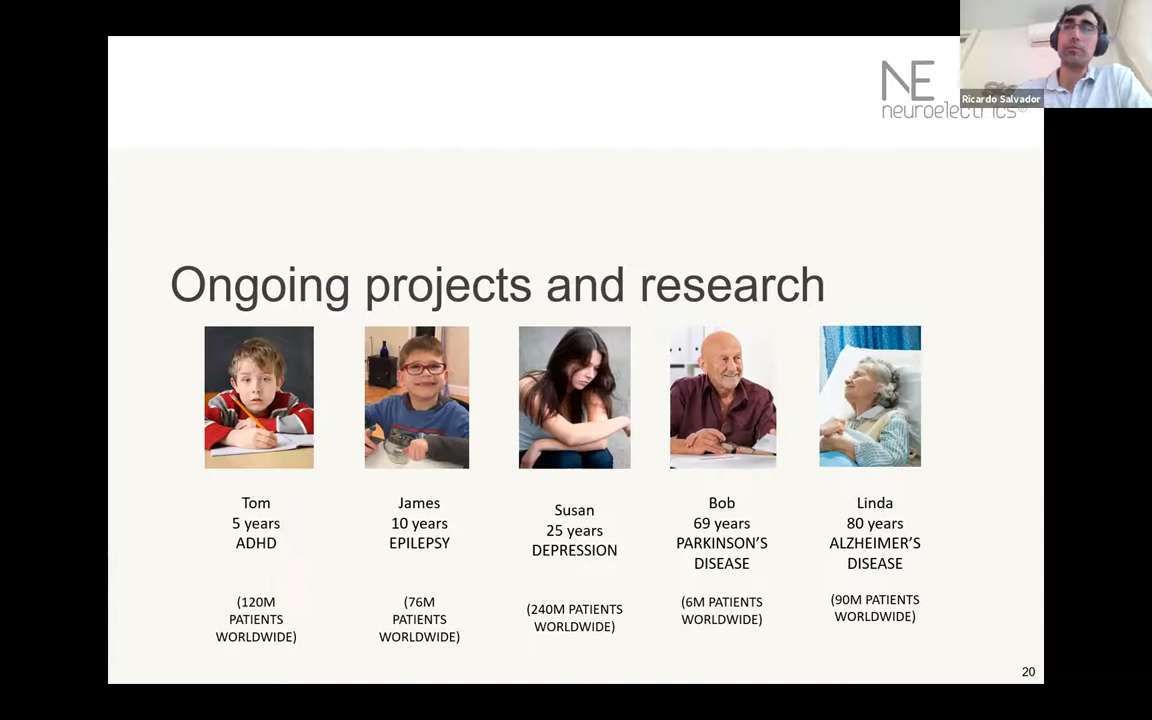 NE
neuroelectrics®
Ricardo Salvador
Ongoing projects and research
Tom
5 years
ADHD
(120M
PATIENTS
WORLDWIDE)
James
10 years
EPILEPSY
(76M
PATIENTS
WORLDWIDE)
Susan
25 years
DEPRESSION
(240M PATIENTS
WORLDWIDE)
Bob
69 years
PARKINSON'S
DISEASE
(6M PATIENTS
WORLDWIDE)
Linda
80 years
ALZHEIMER'S
DISEASE
(90M PATIENTS
WORLDWIDE)
20